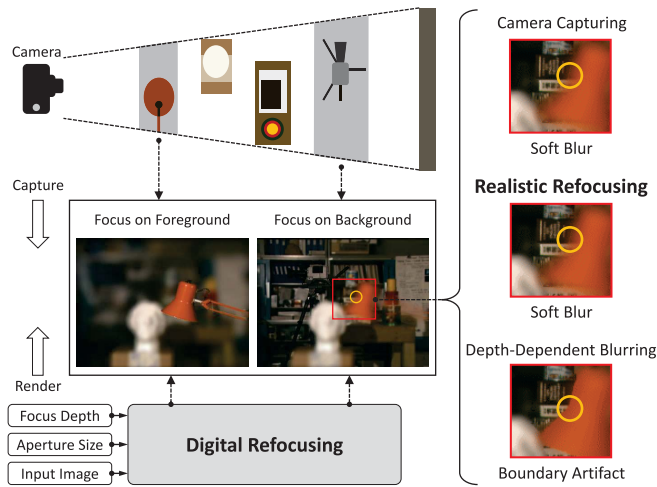 Camera
Capture
Focus on Foreground
Focus on Background
Render
Focus Depth
Aperture Size
Input Image
Digital Refocusing
Camera Capturing
Soft Blur
Realistic Refocusing
Soft Blur
Depth-Dependent Blurring
Boundary Artifact